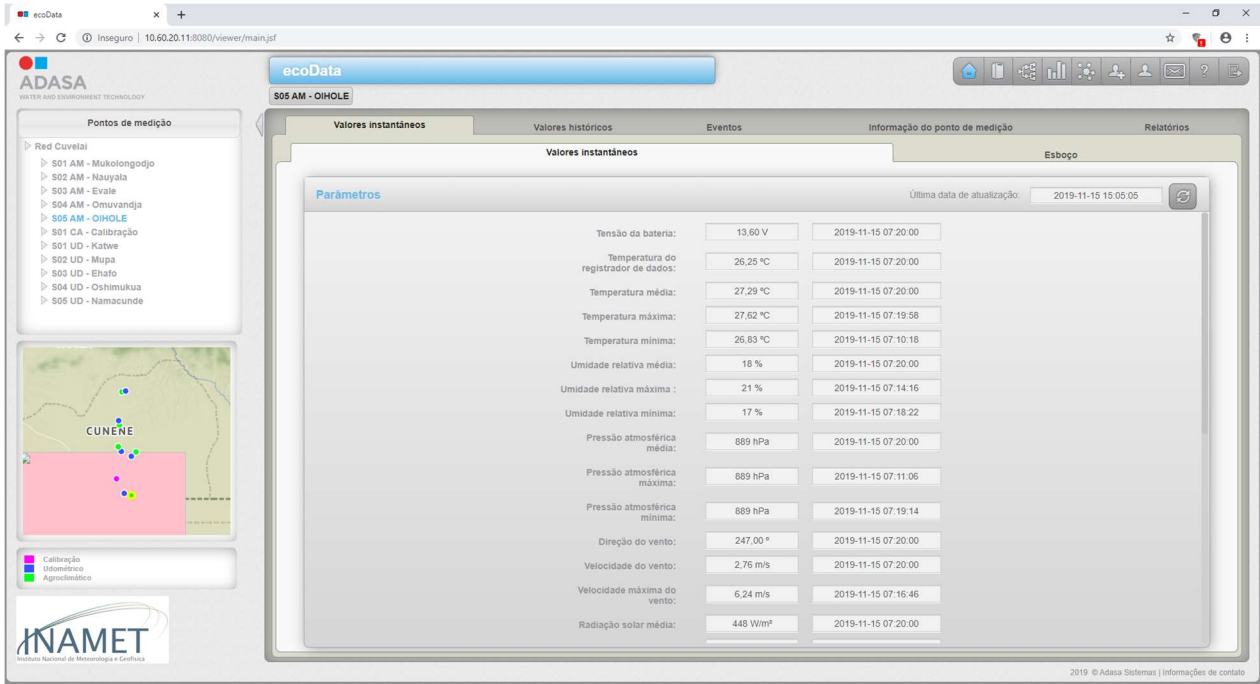 ecoData
Inseguro | 10.60.20.11:8080/viewer/main.jsf
ADASA
WATER AND ENVIRONMENT TECHNOLOGY
ecoData
?
S05 AM - OIHOLE
Pontos de medição
Red Cuvelai
S01 AM - Mukolongodjo
S02 AM - Nauyala
S03 AM - Evale
S04 AM - Omuvandja
S05 AM - OIHOLE
S01 CA - Calibração
S01 UD - Katwe
S02 UD - Mupa
S03 UD - Ehafo
S04 UD - Oshimukua
S05 UD - Namacunde
CUNENE
Calibração
Udométrico
Agroclimático
INAMET
Instituto Nacional de Meteorologia e Geofísica
Valores instantâneos Valores históricos Eventos Informação do ponto de medição Relatórios
Valores instantâneos Esboço
Parâmetros Última data de atualização: 2019-11-15 15:05:05
Tensão da bateria: 13,60 V 2019-11-15 07:20:00
Temperatura do
registrador de dados: 26,25 ºC 2019-11-15 07:20:00
Temperatura média: 27,29 ºC 2019-11-15 07:20:00
Temperatura máxima: 27,62 ºC 2019-11-15 07:19:58
Temperatura mínima: 26,83 ºC 2019-11-15 07:10:18
Umidade relativa média: 18 % 2019-11-15 07:20:00
Umidade relativa máxima : 21 % 2019-11-15 07:14:16
Umidade relativa mínima: 17 % 2019-11-15 07:18:22
Pressão atmosférica
média: 889 hPa 2019-11-15 07:20:00
Pressão atmosférica
máxima: 889 hPa 2019-11-15 07:11:06
Pressão atmosférica
mínima: 889 hPa 2019-11-15 07:19:14
Direção do vento: 247,00 º 2019-11-15 07:20:00
Velocidade do vento: 2,76 m/s 2019-11-15 07:20:00
Velocidade máxima do
vento: 6,24 m/s 2019-11-15 07:16:46
Radiação solar média: 448 W/m² 2019-11-15 07:20:00
2019 © Adasa Sistemas | Informações de contato